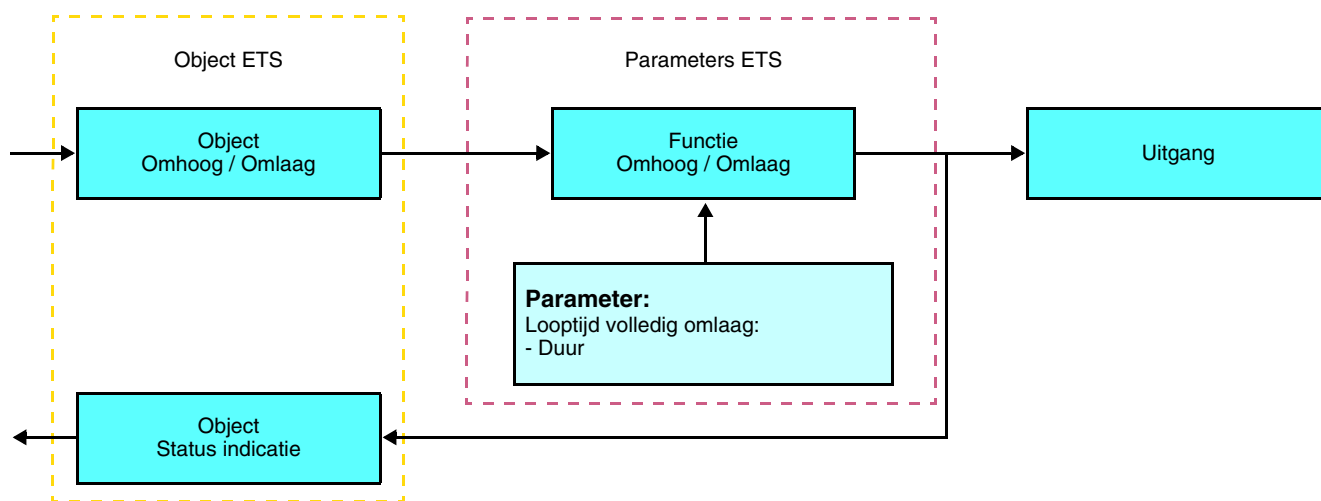 Object ETS
Parameters ETS
Object
Omhoog / Omlaag
Functie
Omhoog / Omlaag
Uitgang
Parameter:
Looptijd volledig omlaag:
- Duur
Object
Status indicatie